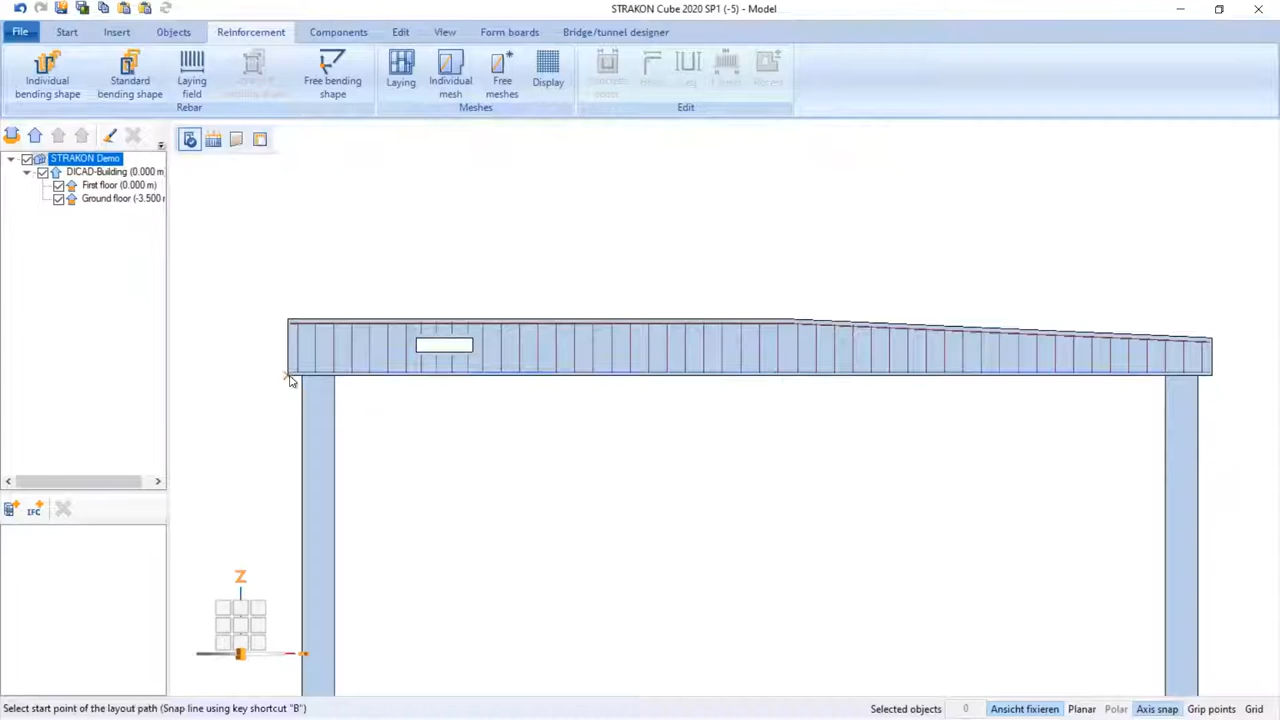 STRAKON Cube 2020 SP1 (-5) - Model
File Start Insert Objects Reinforcement Components Edit View Form boards Bridge/tunnel designer
Individual bending shape
Standard bending shape
Laying field
Free bending shape
Laying
Individual mesh
Free meshes
Display
Rebar
Meshes
Edit
STRAKON Demo
DICAD-Building (0.000 m
First floor (0.000 m)
Ground floor (-3.500 r
IFC
Z
Select start point of the layout path (Snap line using key shortcut "B")
Selected objects 0 Ansicht fixieren Planar Polar Axis snap Grip points Grid